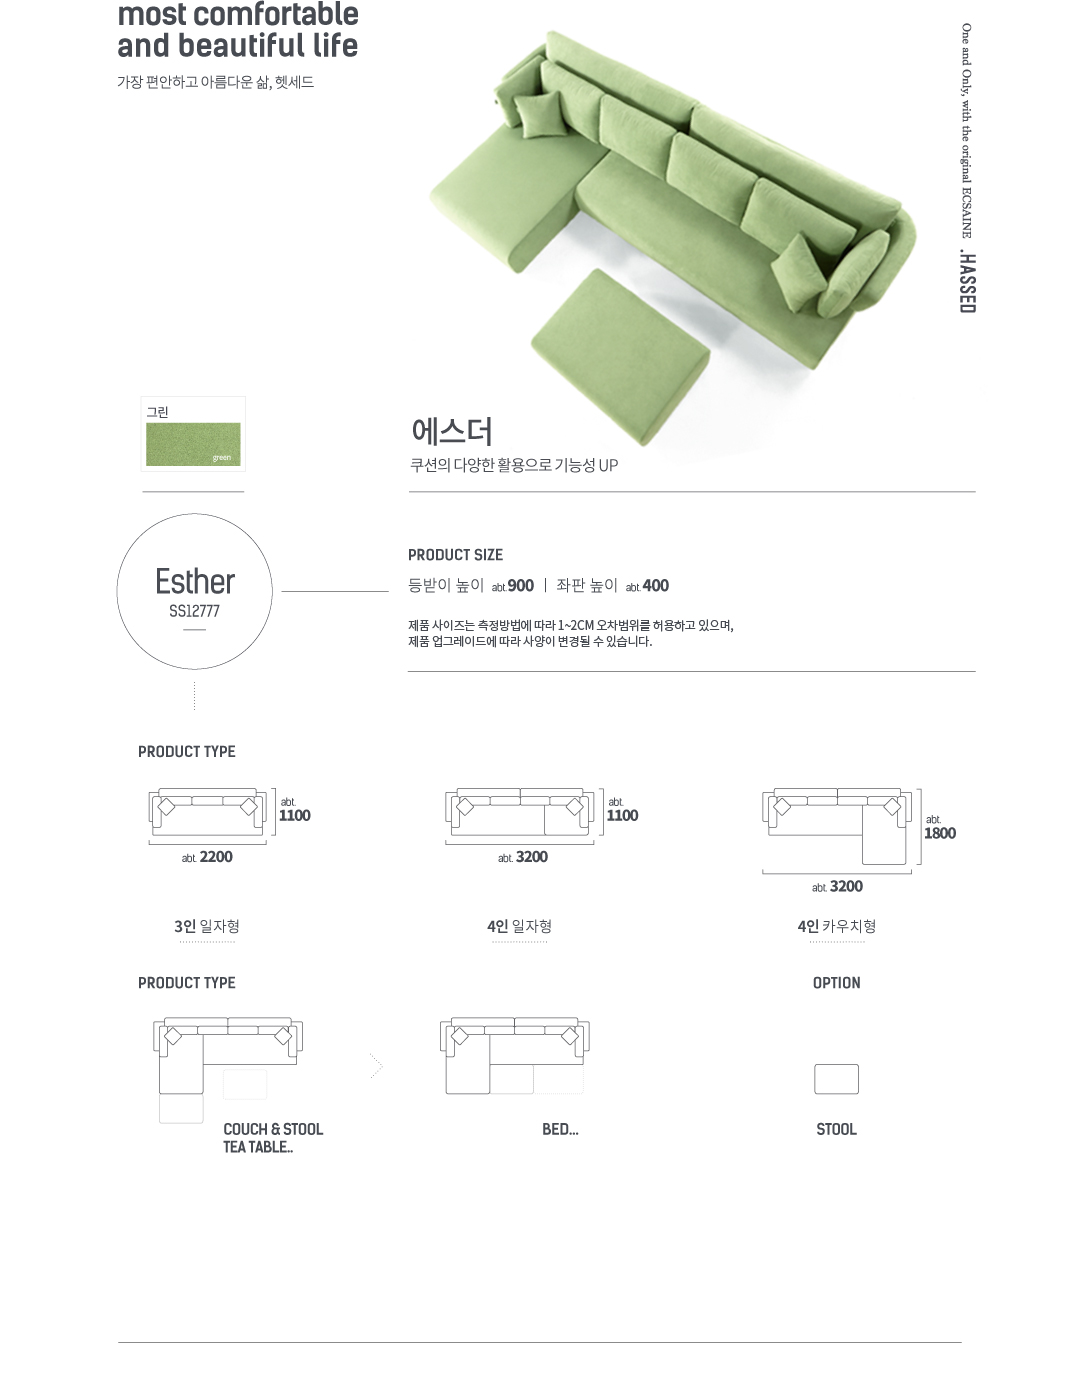 most comfortable
and beautiful life
가장 편안하고 아름다운 삶, 헷세드
One and Only, with the original ECSAINE .HASSED
그린
green
에스더
쿠션의 다양한 활용으로 기능성 UP
Esther
SS12777
PRODUCT SIZE
등받이 높이 abt.900 | 좌판 높이 abt.400
제품 사이즈는 측정방법에 따라 1~2CM 오차범위를 허용하고 있으며,
제품 업그레이드에 따라 사양이 변경될 수 있습니다.
PRODUCT TYPE
abt.
1100
abt. 2200
3인 일자형
abt.
1100
abt. 3200
4인 일자형
abt.
1800
abt. 3200
4인 카우치형
PRODUCT TYPE
COUCH & STOOL
TEA TABLE..
BED...
OPTION
STOOL